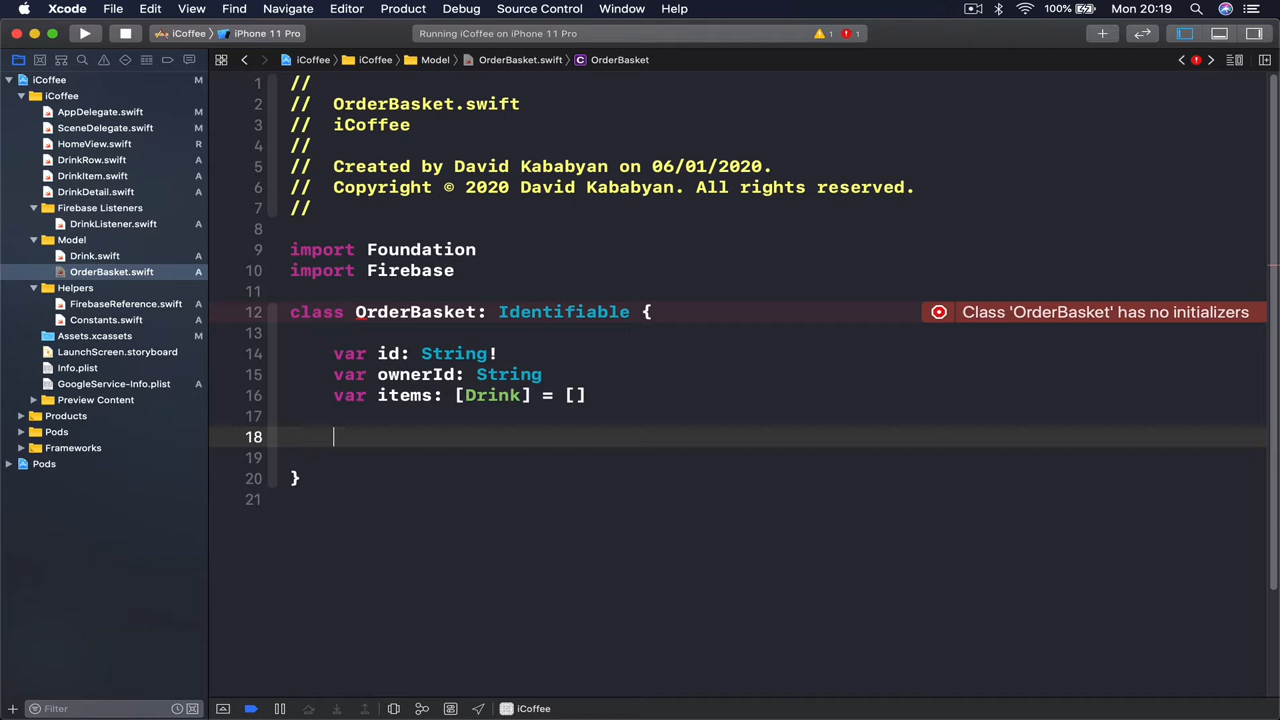 Xcode File Edit View Find Navigate Editor Product Debug Source Control Window Help 100% Mon 20:19
iCoffee iPhone 11 Pro Running iCoffee on iPhone 11 Pro 1 1
iCoffee iCoffee Model OrderBasket.swift C OrderBasket
iCoffee M
iCoffee
AppDelegate.swift M
SceneDelegate.swift M
HomeView.swift R
DrinkRow.swift A
DrinkItem.swift A
DrinkDetail.swift A
Firebase Listeners
DrinkListener.swift A
Model
Drink.swift A
OrderBasket.swift A
Helpers
FirebaseReference.swift A
Constants.swift A
Assets.xcassets A
LaunchScreen.storyboard
Info.plist
GoogleService-Info.plist A
Preview Content
Products
Pods
Frameworks
Pods
1 //
2 // OrderBasket.swift
3 // iCoffee
4 //
5 // Created by David Kababyan on 06/01/2020.
6 // Copyright © 2020 David Kababyan. All rights reserved.
7 //
8
9 import Foundation
10 import Firebase
11
12 class OrderBasket: Identifiable { Class 'OrderBasket' has no initializers
13
14 var id: String!
15 var ownerId: String
16 var items: [Drink] = []
17
18
19
20 }
21
Filter iCoffee